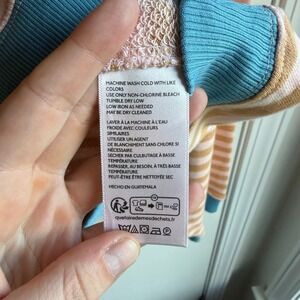 MACHINE WASH COLD WITH LIKE
COLORS
USE ONLY NON-CHLORINE BLEACH
TUMBLE DRY LOW
LOW IRON AS NEEDED
MAY BE DRY CLEANED
LAVER À LA MACHINE À L'EAU
FROIDE AVEC COULEURS
SIMILAIRES
UTILISER UN AGENT
DE BLANCHIMENT SANS CHLORE SI
NÉCESSAIRE
SÉCHER PAR CULBUTAGE À BASSE
TEMPÉRATURE
REPASSER, AU BESOIN, À TRÈS BASSE
TEMPÉRATURE
PEUT-ÊTRE ÊTRE NETTOYÉE SEC
HECHO EN GUATEMALA
quefairedemesdechets.fr